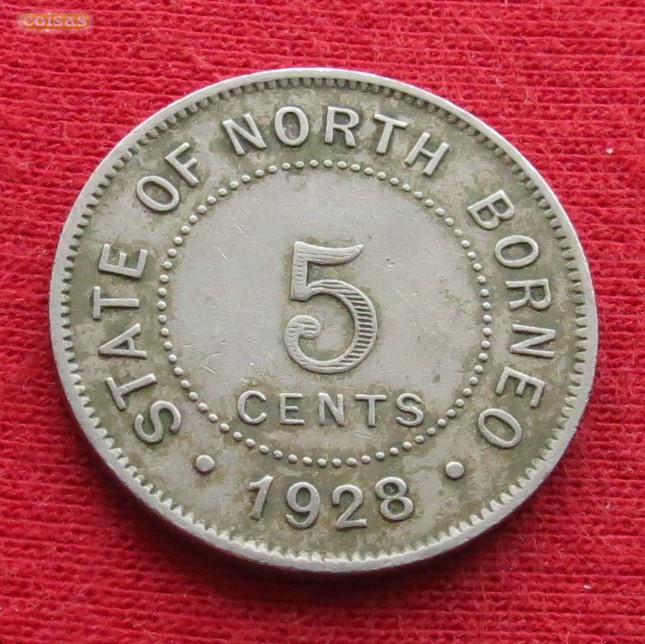 coisas
STATE OF NORTH BORNEO
5
CENTS
• 1928 •